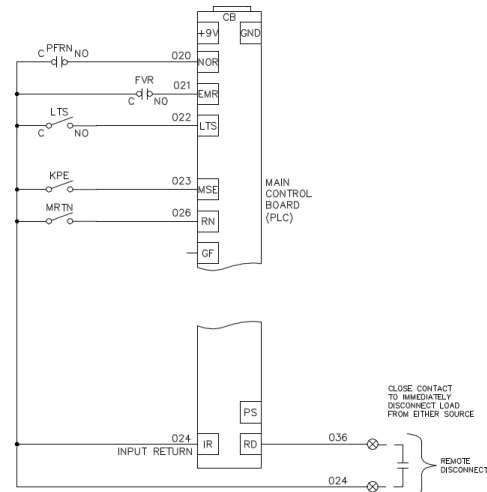 CB
+9V GND
C PFRN NO 020 NOR
FVR 021 EMR
C NO
LTS 022 LTS
C NO
KPE 023 MSE
MAIN
CONTROL
BOARD
(PLC)
MRTN 026 RN
GF
CLOSE CONTACT
TO IMMEDIATELY
DISCONNECT LOAD
FROM EITHER SOURCE
PS
024 IR RD 036
INPUT RETURN
REMOTE
DISCONNECT
024